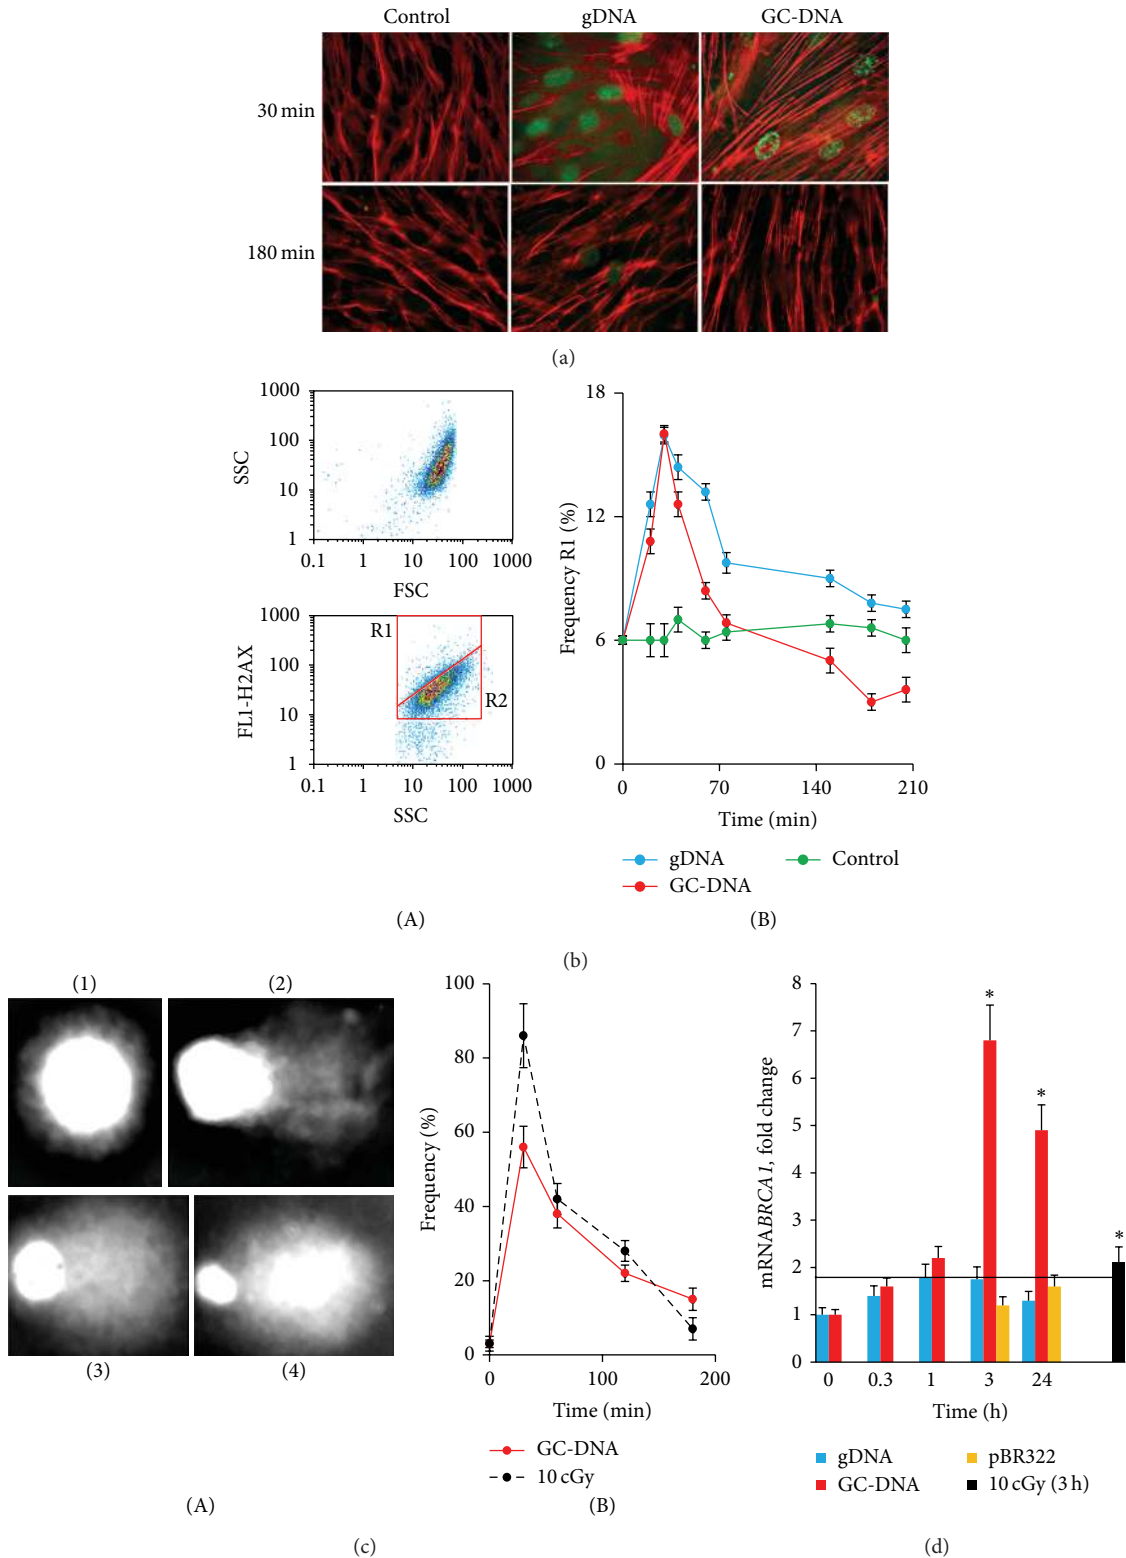 Control gDNA GC-DNA
30 min
180 min
(a)
1000
100
10
1
SSC
0.1 1 10 100 1000
FSC
1000
100
10
1
FL1-H2AX
R1
R2
0.1 1 10 100 1000
SSC
(A)
18
12
6
0
Frequency R1 (%)
0 70 140 210
Time (min)
gDNA Control
GC-DNA
(B)
(b)
(1) (2)
(3) (4)
(A)
100
80
60
40
20
0
Frequency (%)
0 100 200
Time (min)
GC-DNA
10 cGy
(B)
(c)
8
7
6
5
4
3
2
1
0
mRNABRCA1, fold change
* * *
0 0.3 1 3 24
Time (h)
gDNA pBR322
GC-DNA 10 cGy (3 h)
(d)